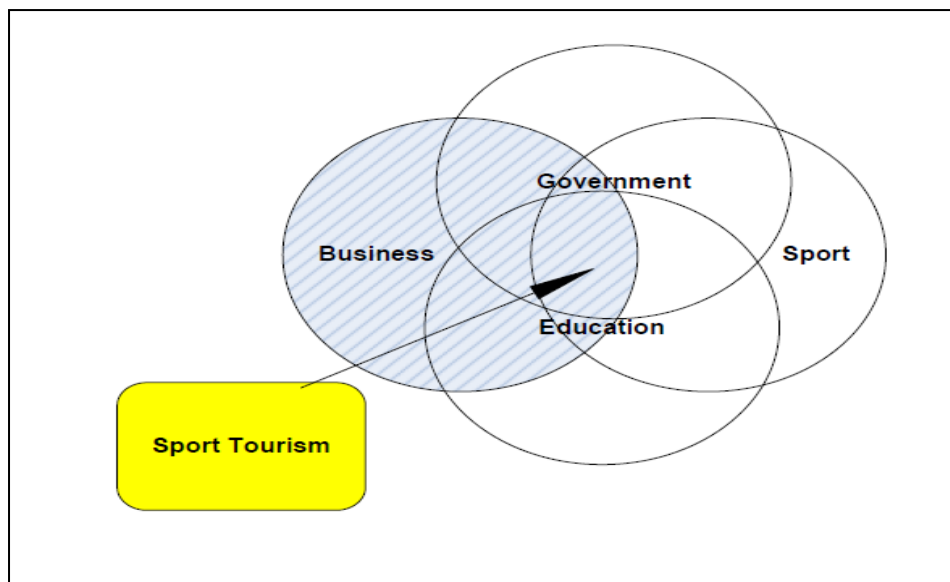 Government
Business
Sport
Education
Sport Tourism